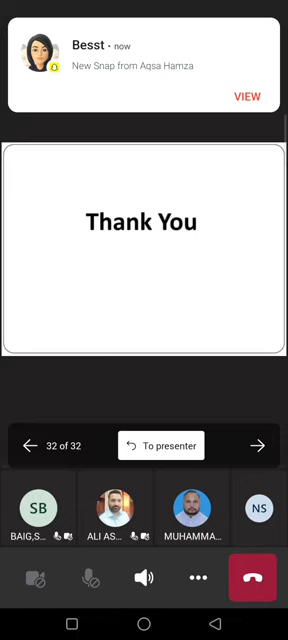 Besst • now
New Snap from Aqsa Hamza
VIEW
Thank You
32 of 32
To presenter
SB
NS
BAIG,S...
ALI AS...
MUHAMMA...